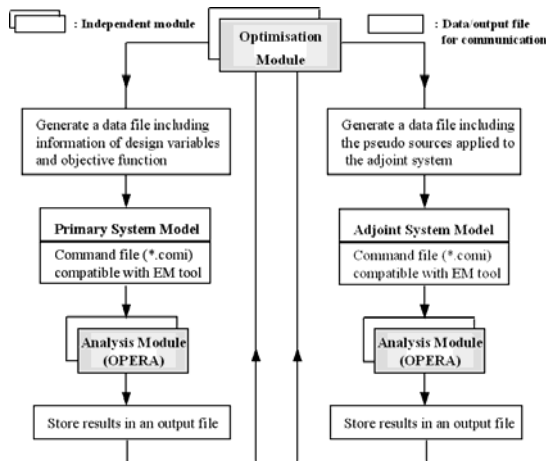 : Independent module
Optimisation
Module
: Data/output file
for communication
Generate a data file including
information of design variables
and objective function
Generate a data file including
the pseudo sources applied to
the adjoint system
Primary System Model
Command file (*.comi)
compatible with EM tool
Adjoint System Model
Command file (*.comi)
compatible with EM tool
Analysis Module
(OPERA)
Analysis Module
(OPERA)
Store results in an output file
Store results in an output file